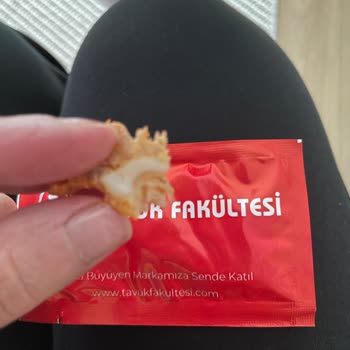 FAKÜLTESİ
Büyüyen Markamıza Sende Katıl
www.tavukfakultesi.com